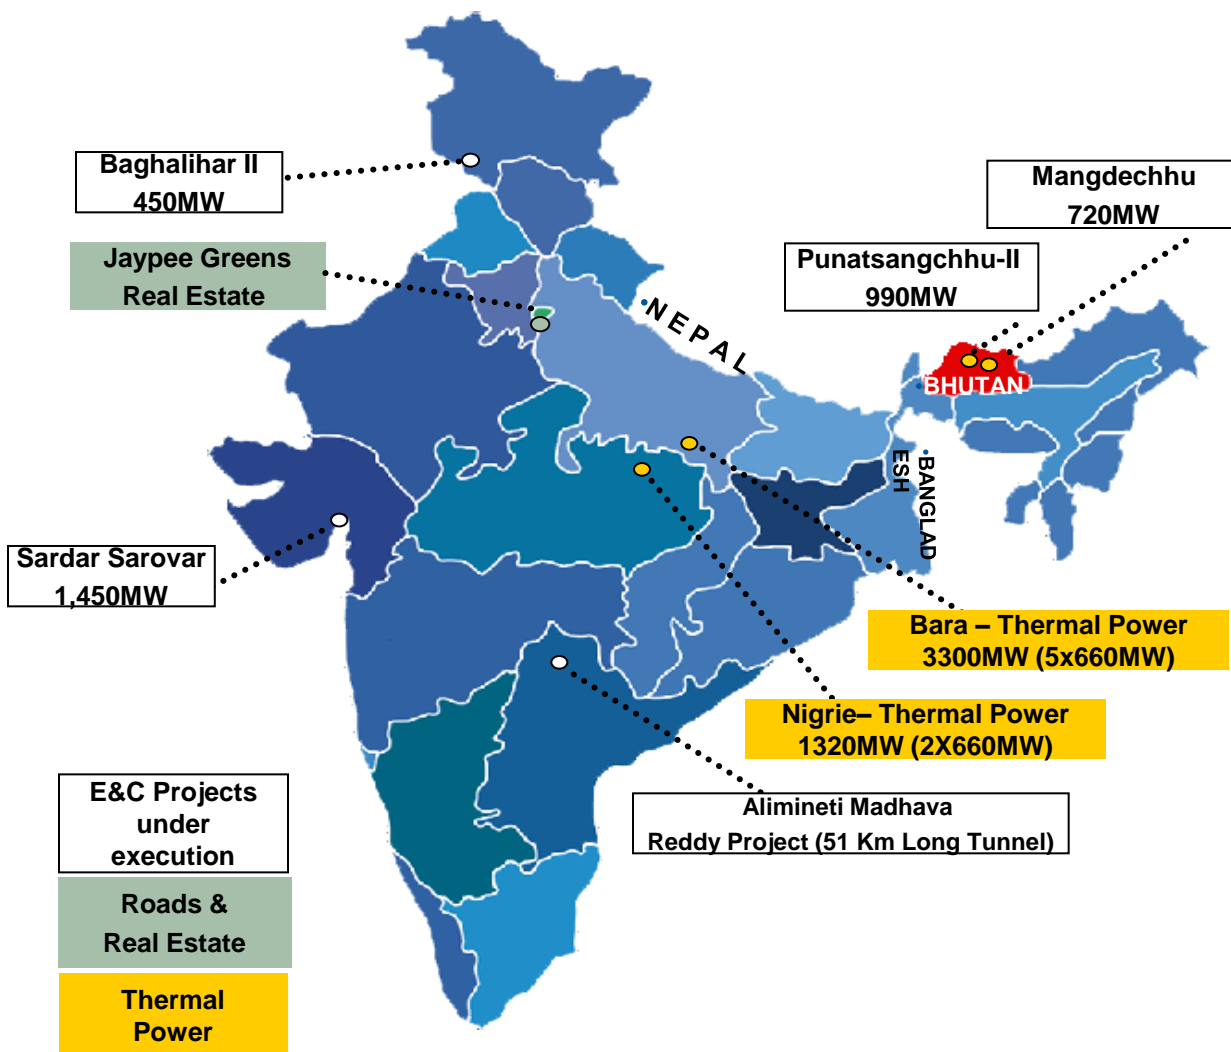 Baghalihar II
450MW
Mangdechhu
720MW
Jaypee Greens
Real Estate
Punatsangchhu-II
990MW
NEPAL
BHUTAN
BANGLAD
ESH
Sardar Sarovar
1,450MW
Bara – Thermal Power
3300MW (5x660MW)
Nigrie– Thermal Power
1320MW (2X660MW)
Alimineti Madhava
Reddy Project (51 Km Long Tunnel)
E&C Projects
under
execution
Roads &
Real Estate
Thermal
Power